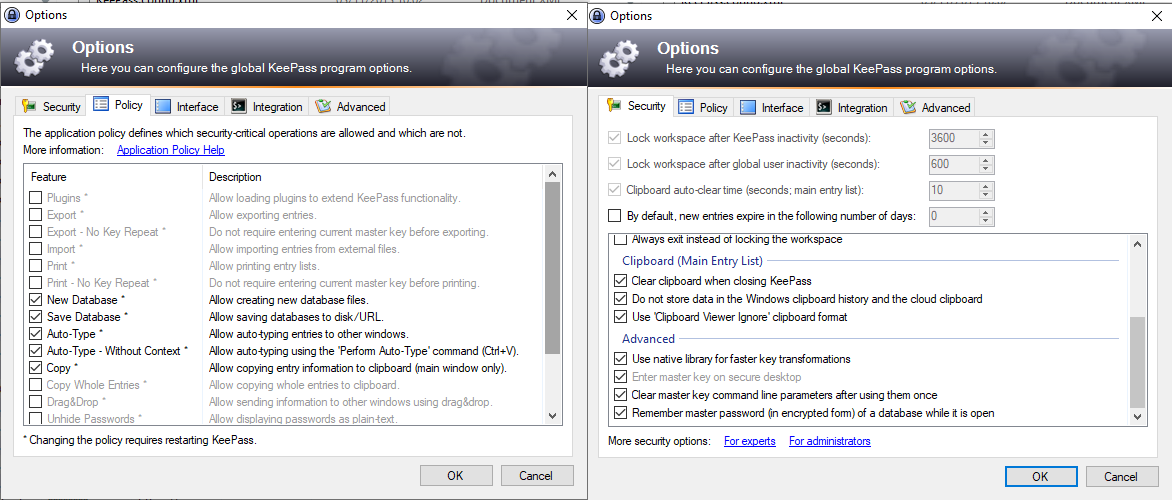 Options
Options
Here you can configure the global KeePass program options.
Security Policy Interface Integration Advanced
The application policy defines which security-critical operations are allowed and which are not.
More information: Application Policy Help
Feature Description
Plugins * Allow loading plugins to extend KeePass functionality.
Export * Allow exporting entries.
Export - No Key Repeat * Do not require entering current master key before exporting.
Import * Allow importing entries from external files.
Print * Allow printing entry lists.
Print - No Key Repeat * Do not require entering current master key before printing.
New Database * Allow creating new database files.
Save Database * Allow saving databases to disk/URL.
Auto-Type * Allow auto-typing entries to other windows.
Auto-Type - Without Context * Allow auto-typing using the 'Perform Auto-Type' command (Ctrl+V).
Copy * Allow copying entry information to clipboard (main window only).
Copy Whole Entries * Allow copying whole entries to clipboard.
Drag&Drop * Allow sending information to other windows using drag&drop.
Unhide Passwords * Allow displaying passwords as plain-text.
* Changing the policy requires restarting KeePass.
OK Cancel
Options
Options
Here you can configure the global KeePass program options.
Security Policy Interface Integration Advanced
Lock workspace after KeePass inactivity (seconds): 3600
Lock workspace after global user inactivity (seconds): 600
Clipboard auto-clear time (seconds; main entry list): 10
By default, new entries expire in the following number of days: 0
Always exit instead of locking the workspace
Clipboard (Main Entry List)
Clear clipboard when closing KeePass
Do not store data in the Windows clipboard history and the cloud clipboard
Use 'Clipboard Viewer Ignore' clipboard format
Advanced
Use native library for faster key transfomations
Enter master key on secure desktop
Clear master key command line parameters after using them once
Remember master password (in encrypted form) of a database while it is open
More security options: For experts For administrators
OK Cancel